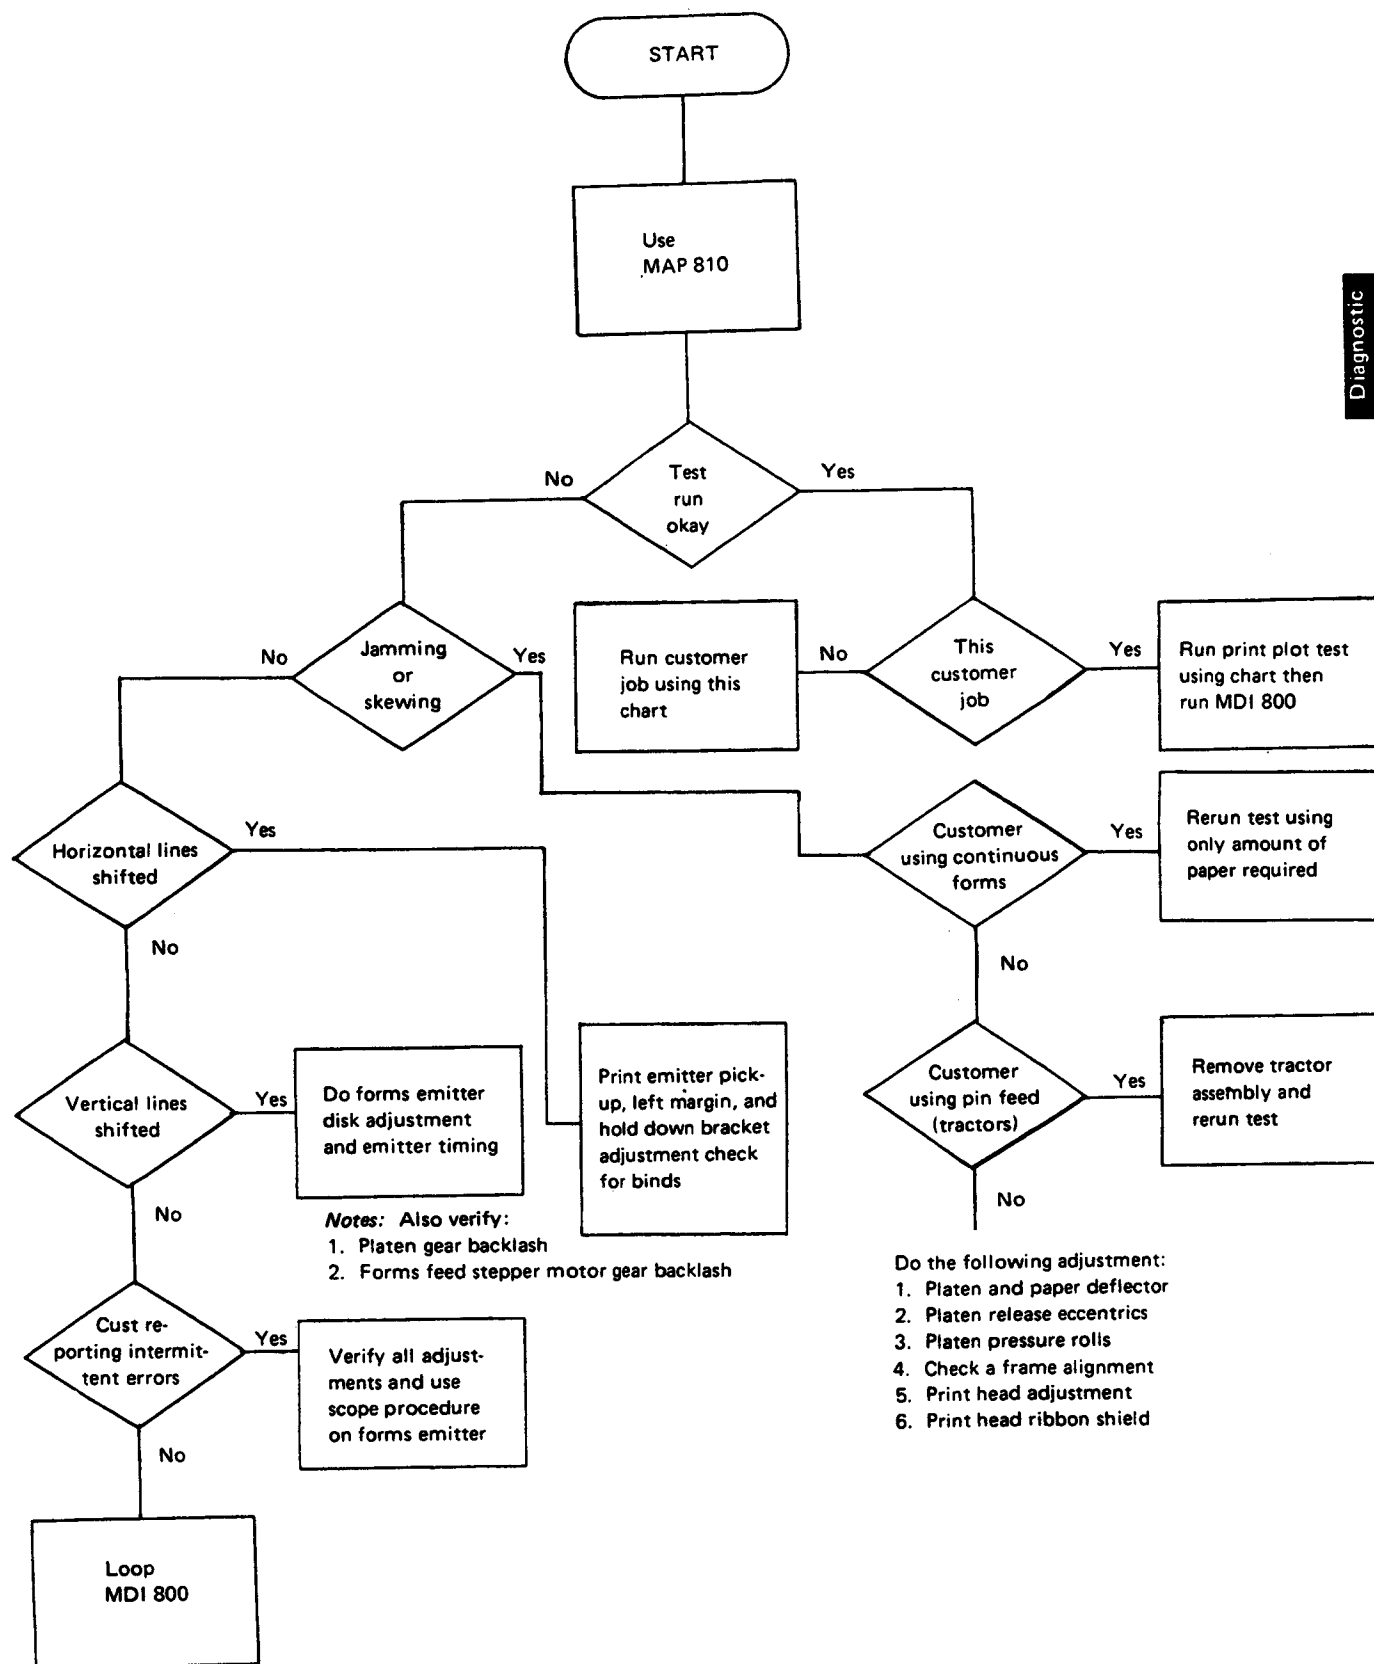 START
Use
MAP 810
Diagnostic
No
Test
run
okay
Yes
No
Jamming
or
skewing
Yes
Run customer
job using this
chart
No
This
customer
job
Yes
Run print plot test
using chart then
run MDI 800
Horizontal lines
shifted
Yes
No
Customer
using continuous
forms
Yes
Rerun test using
only amount of
paper required
No
Vertical lines
shifted
Yes
Do forms emitter
disk adjustment
and emitter timing
Print emitter pick-
up, left margin, and
hold down bracket
adjustment check
for binds
Customer
using pin feed
(tractors)
Yes
Remove tractor
assembly and
rerun test
No
No
Notes: Also verify:
1. Platen gear backlash
2. Forms feed stepper motor gear backlash
Do the following adjustment:
1. Platen and paper deflector
2. Platen release eccentrics
3. Platen pressure rolls
4. Check a frame alignment
5. Print head adjustment
6. Print head ribbon shield
Cust re-
porting intermit-
tent errors
Yes
Verify all adjust-
ments and use
scope procedure
on forms emitter
No
Loop
MDI 800